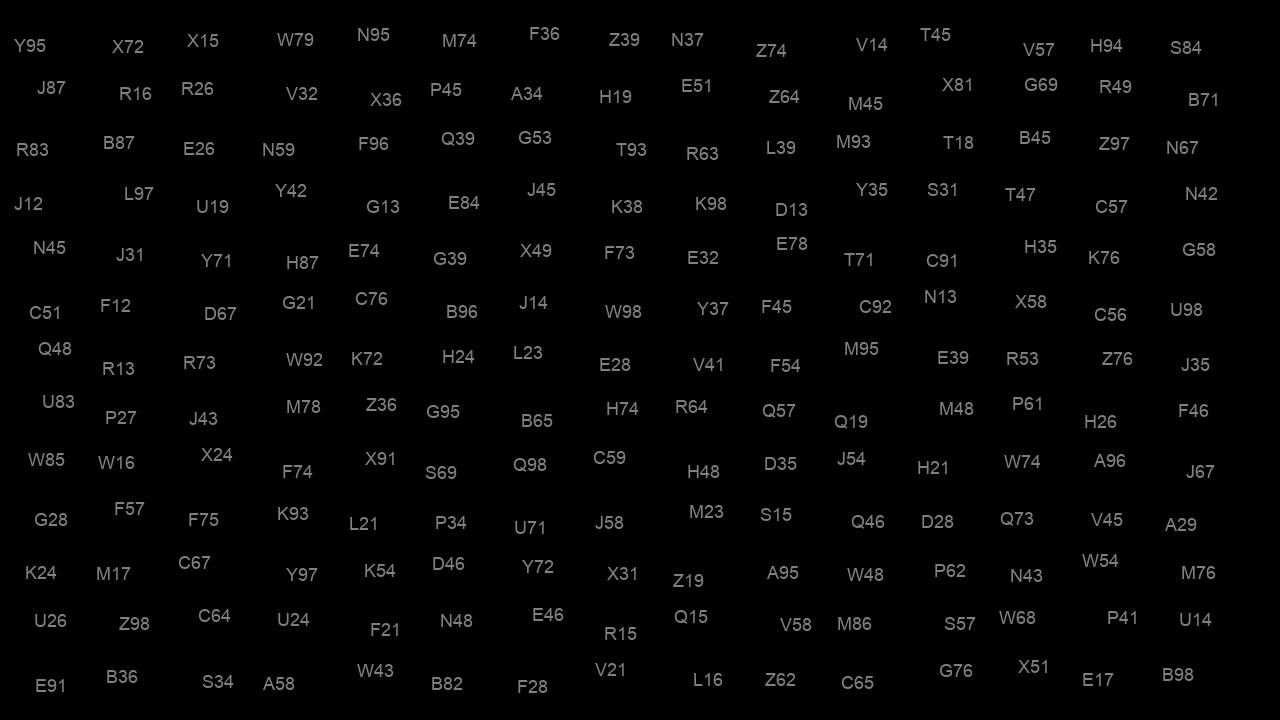 Y95 X72 X15 W79 N95 M74 F36 Z39 N37 Z74 V14 T45 V57 H94 S84
J87 R16 R26 V32 X36 P45 A34 H19 E51 Z64 M45 X81 G69 R49 B71
R83 B87 E26 N59 F96 Q39 G53 T93 R63 L39 M93 T18 B45 Z97 N67
J12 L97 U19 Y42 G13 E84 J45 K38 K98 D13 Y35 S31 T47 C57 N42
N45 J31 Y71 H87 E74 G39 X49 F73 E32 E78 T71 C91 H35 K76 G58
C51 F12 D67 G21 C76 B96 J14 W98 Y37 F45 C92 N13 X58 C56 U98
Q48 R13 R73 W92 K72 H24 L23 E28 V41 F54 M95 E39 R53 Z76 J35
U83 P27 J43 M78 Z36 G95 B65 H74 R64 Q57 Q19 M48 P61 H26 F46
W85 W16 X24 F74 X91 S69 Q98 C59 H48 D35 J54 H21 W74 A96 J67
G28 F57 F75 K93 L21 P34 U71 J58 M23 S15 Q46 D28 Q73 V45 A29
K24 M17 C67 Y97 K54 D46 Y72 X31 Z19 A95 W48 P62 N43 W54 M76
U26 Z98 C64 U24 F21 N48 E46 R15 Q15 V58 M86 S57 W68 P41 U14
E91 B36 S34 A58 W43 B82 F28 V21 L16 Z62 C65 G76 X51 E17 B98